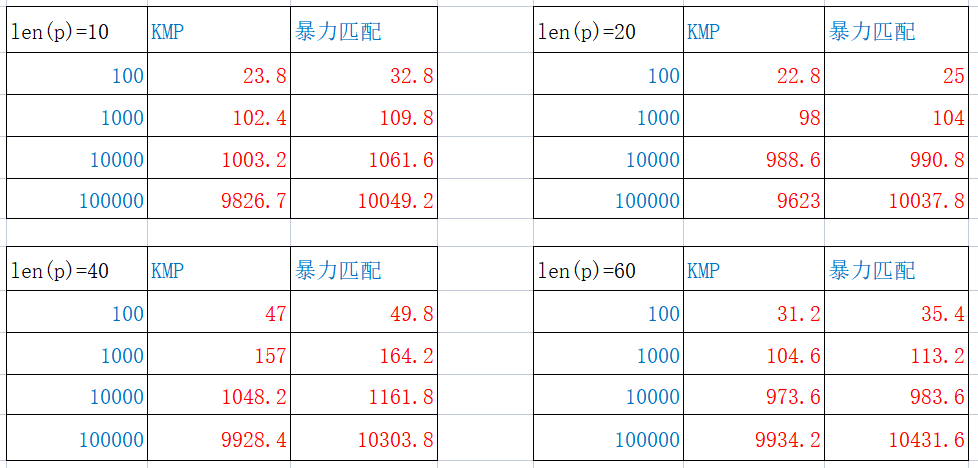 len(p)=10 KMP 暴力匹配
100 23.8 32.8
1000 102.4 109.8
10000 1003.2 1061.6
100000 9826.7 10049.2
len(p)=20 KMP 暴力匹配
100 22.8 25
1000 98 104
10000 988.6 990.8
100000 9623 10037.8
len(p)=40 KMP 暴力匹配
100 47 49.8
1000 157 164.2
10000 1048.2 1161.8
100000 9928.4 10303.8
len(p)=60 KMP 暴力匹配
100 31.2 35.4
1000 104.6 113.2
10000 973.6 983.6
100000 9934.2 10431.6